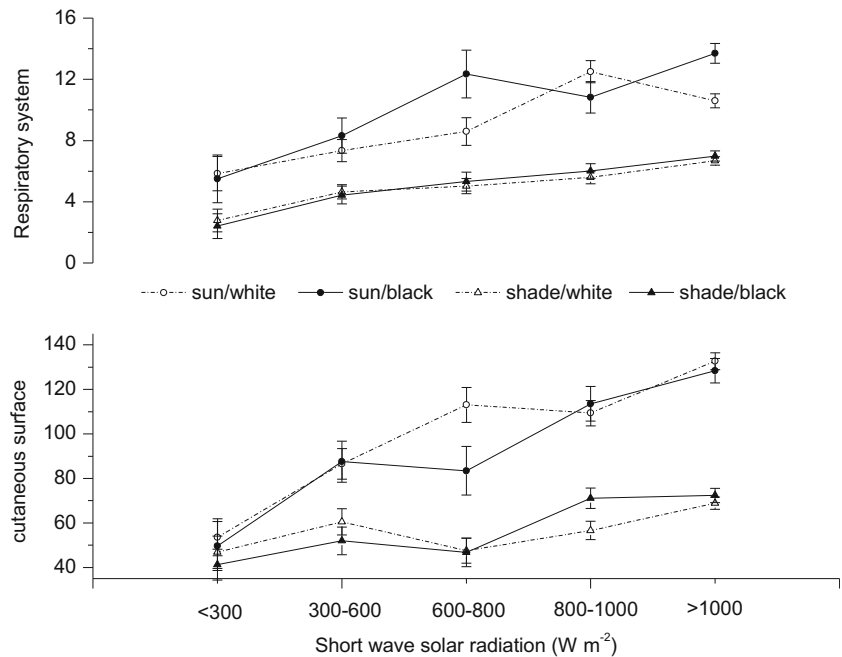 Respiratory system
16
12
8
4
0
sun/white sun/black shade/white shade/black
cutaneous surface
140
120
100
80
60
40
<300 300-600 600-800 800-1000 >1000
Short wave solar radiation (W m⁻²)